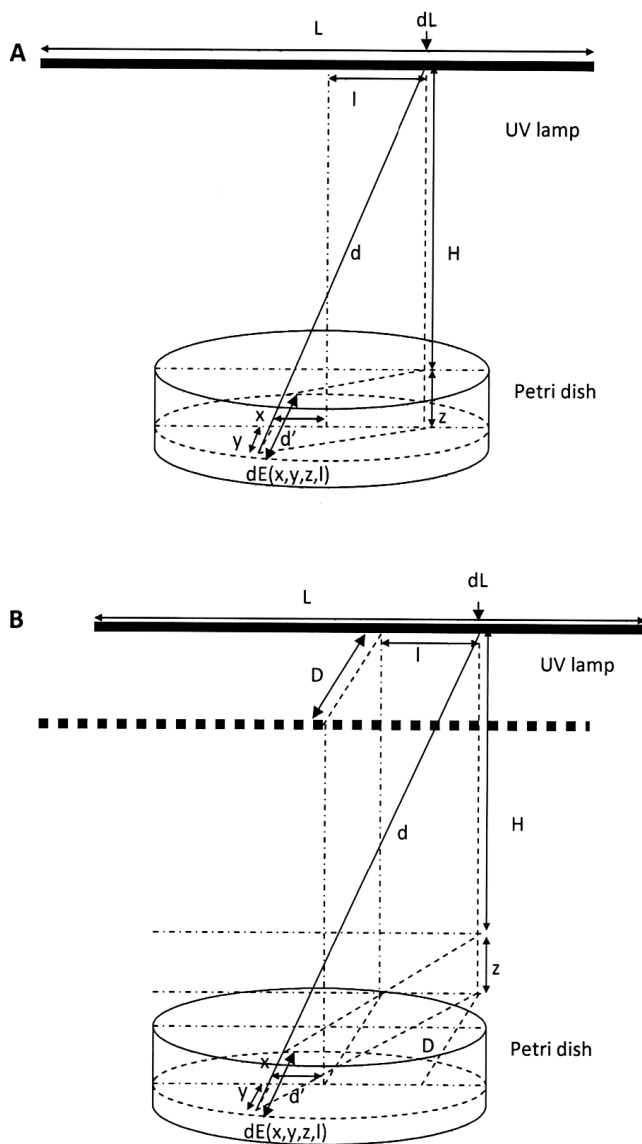 A
L
dL
l
UV lamp
d
H
Petri dish
x
z
y
d'
dE(x,y,z,l)
B
L
dL
l
UV lamp
D
d
H
z
D
Petri dish
x
y
d'
dE(x,y,z,l)